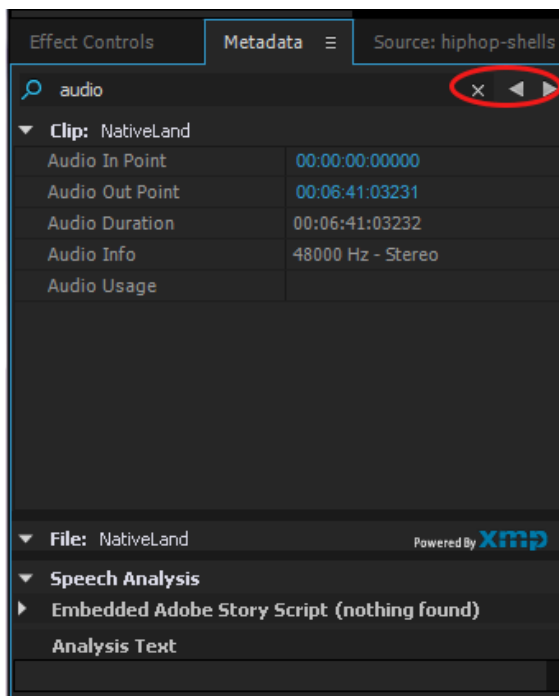 Effect Controls Metadata Source: hiphop-shells
audio
Clip: NativeLand
Audio In Point 00:00:00:00000
Audio Out Point 00:06:41:03231
Audio Duration 00:06:41:03232
Audio Info 48000 Hz - Stereo
Audio Usage
File: NativeLand Powered By xmp
Speech Analysis
Embedded Adobe Story Script (nothing found)
Analysis Text